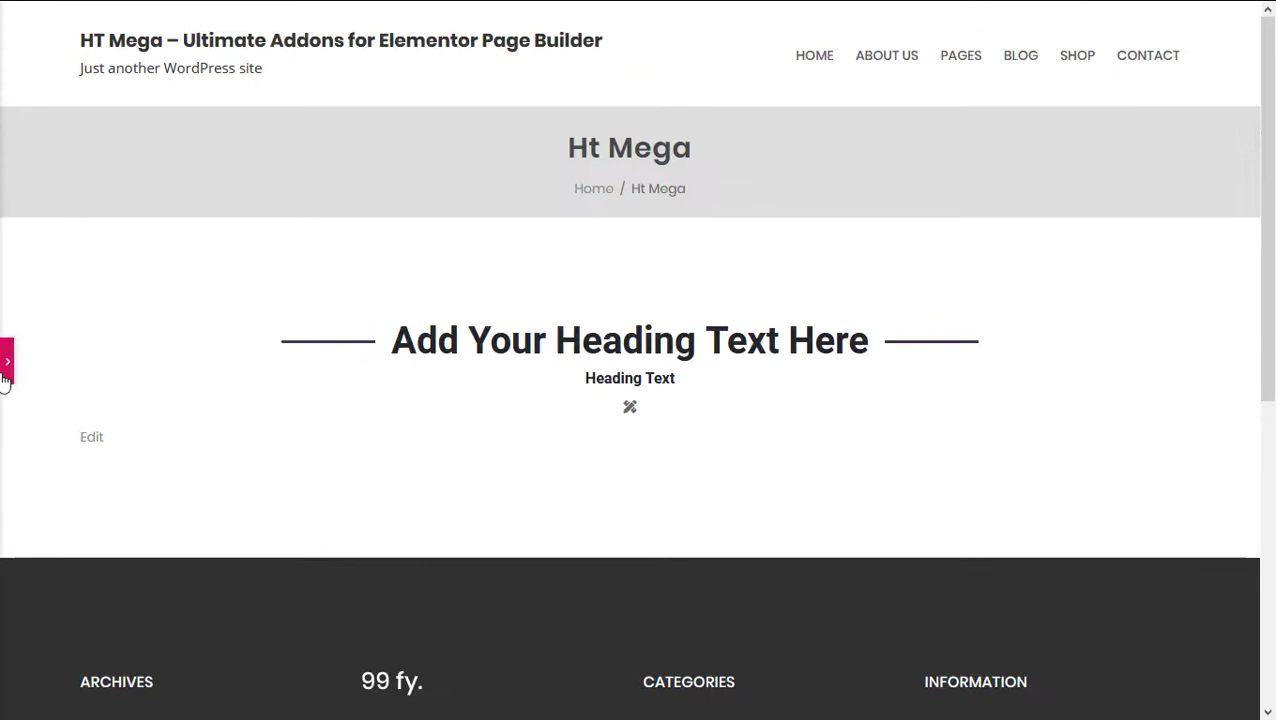 HT Mega – Ultimate Addons for Elementor Page Builder
Just another WordPress site
HOME ABOUT US PAGES BLOG SHOP CONTACT
Ht Mega
Home / Ht Mega
Add Your Heading Text Here
Heading Text
Edit
ARCHIVES 99 fy. CATEGORIES INFORMATION